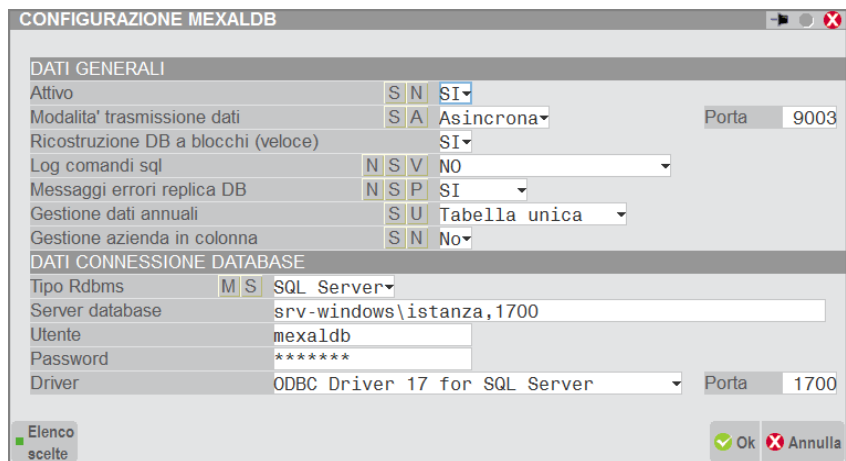 CONFIGURAZIONE MEXALDB
DATI GENERALI
Attivo S N SI
Modalita' trasmissione dati S A Asincrona Porta 9003
Ricostruzione DB a blocchi (veloce) SI
Log comandi sql N S V NO
Messaggi errori replica DB N S P SI
Gestione dati annuali S U Tabella unica
Gestione azienda in colonna S N No
DATI CONNESSIONE DATABASE
Tipo Rdbms M S SQL Server
Server database srv-windows\istanza,1700
Utente mexaldb
Password *******
Driver ODBC Driver 17 for SQL Server Porta 1700
Elenco scelte Ok Annulla